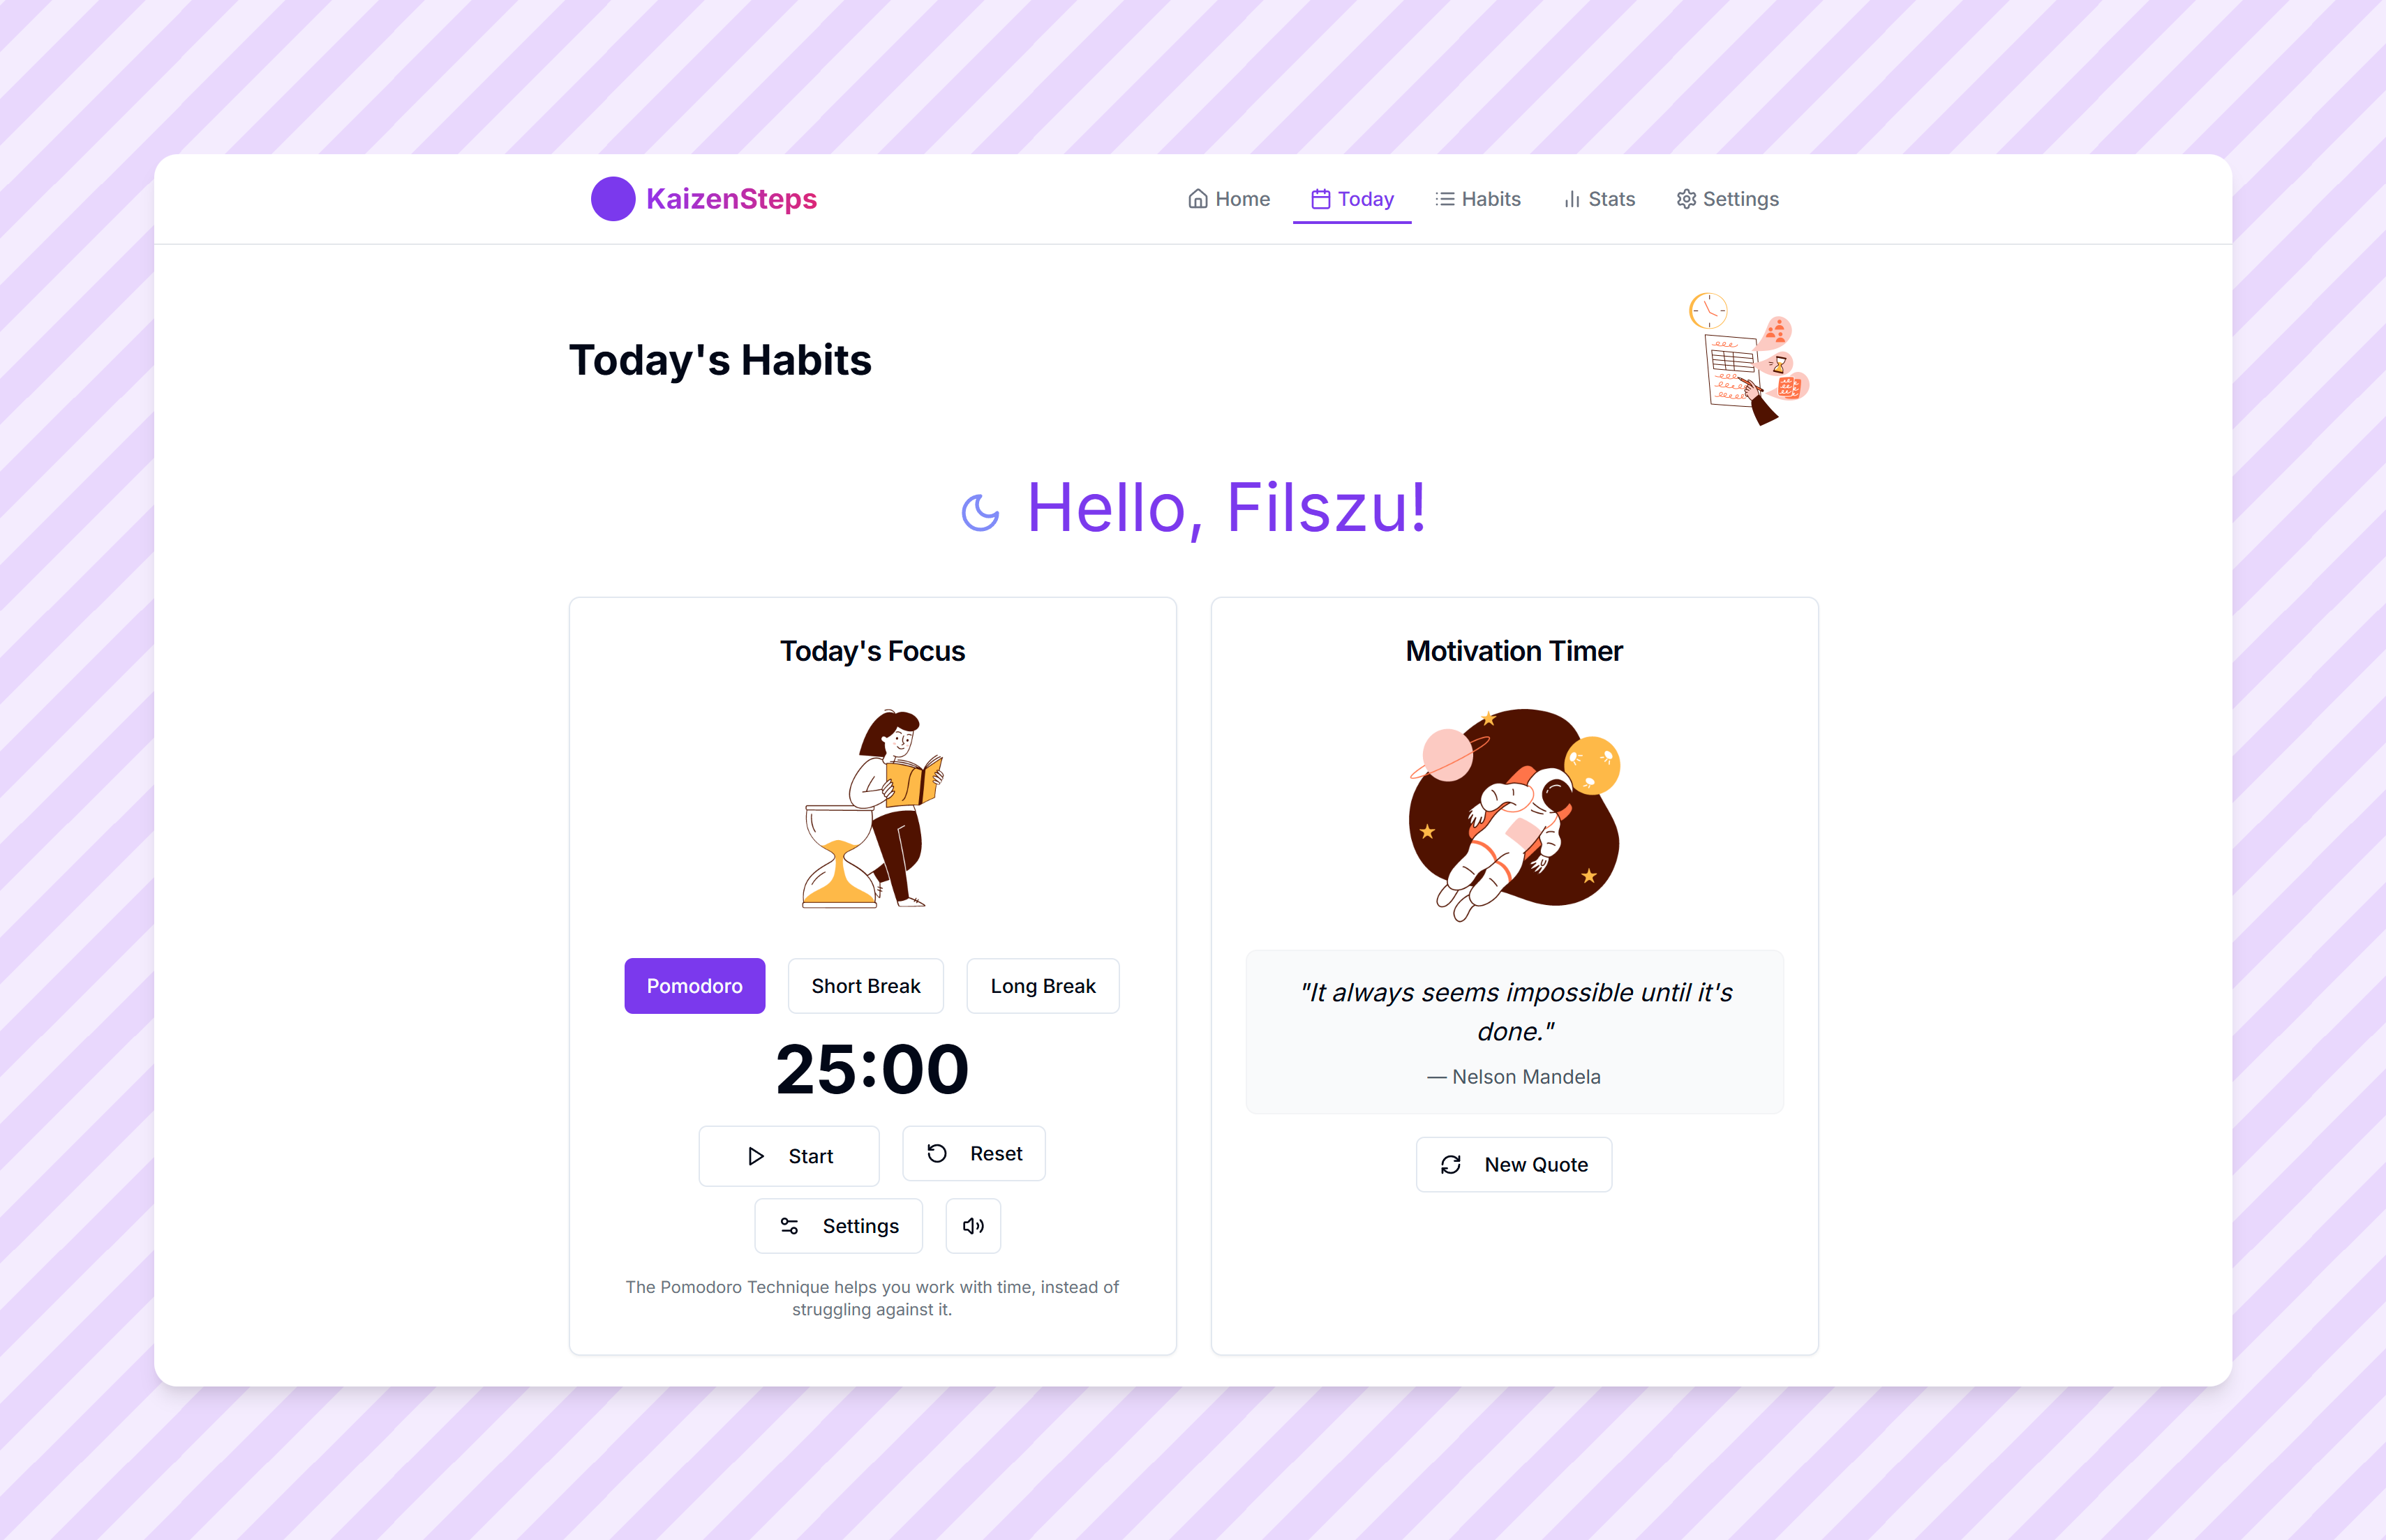 KaizenSteps
Home
Today
Habits
Stats
Settings
Today's Habits
Hello, Filszu!
Today's Focus
Pomodoro
Short Break
Long Break
25:00
Start
Reset
Settings
The Pomodoro Technique helps you work with time, instead of
struggling against it.
Motivation Timer
"It always seems impossible until it's
done."
— Nelson Mandela
New Quote